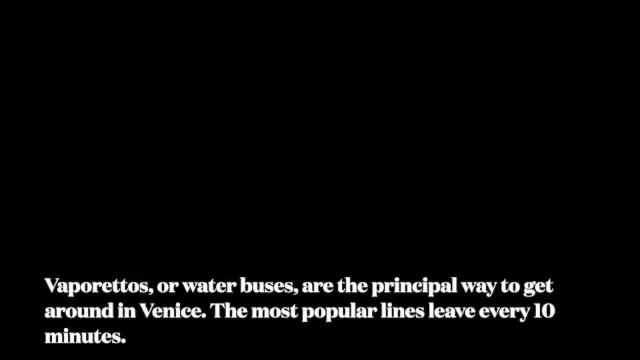 Vaporettos, or water buses, are the principal way to get
around in Venice. The most popular lines leave every 10
minutes.